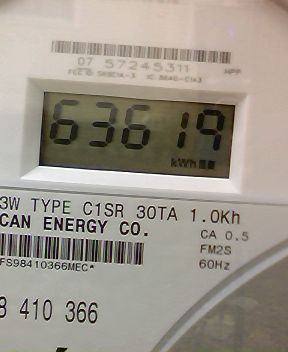 07 57245311
63619
kWh
3W TYPE C1SR 30TA 1.0Kh
CAN ENERGY CO.
CA 0.5
FM2S
FS98410366MEC*
60Hz
8 410 366